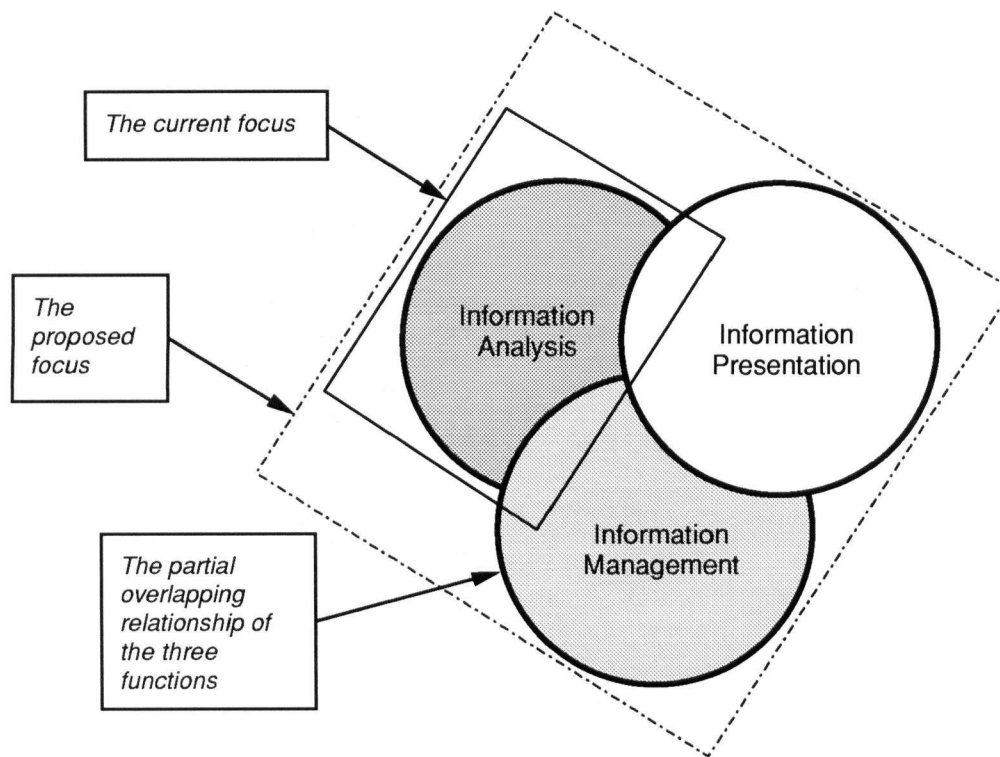 The current focus
The
proposed
focus
Information
Analysis
Information
Presentation
Information
Management
The partial
overlapping
relationship of
the three
functions